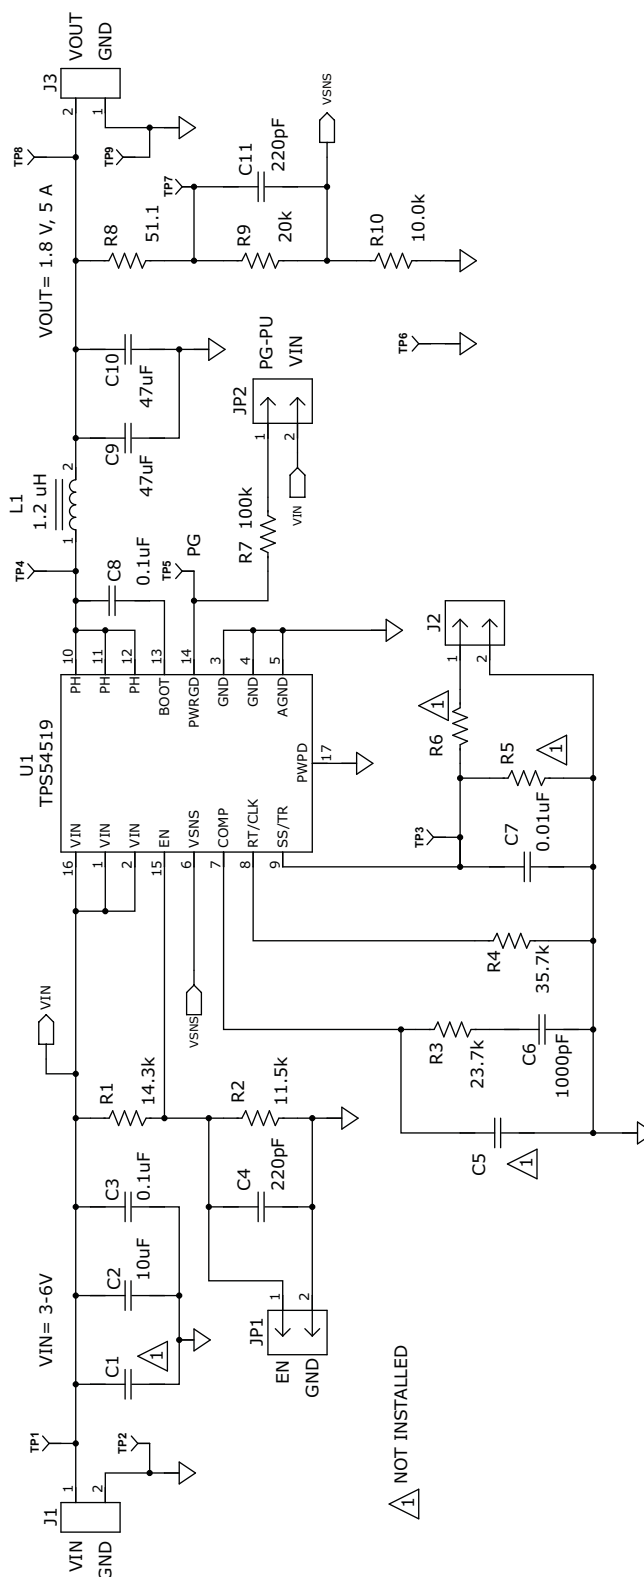 VIN
GND
J1
1
2
TP1
TP2
VIN= 3-6V
C1
1
C2
10uF
C3
0.1uF
R1
14.3k
VIN
JP1
EN
GND
1
2
C4
220pF
R2
11.5k
VSNS
U1
TPS54519
16
VIN
1
VIN
2
VIN
15
EN
6
VSNS
7
COMP
8
RT/CLK
9
SS/TR
PH
10
PH
11
PH
12
BOOT
13
PWRGD
14
GND
3
GND
4
AGND
5
PWPD
17
C8
0.1uF
TP4
TP5
PG
L1
1.2 uH
1
2
C9
47uF
C10
47uF
R7
100k
JP2
PG-PU
VIN
1
2
VIN
VOUT= 1.8 V, 5 A
R8
51.1
TP7
R9
20k
C11
220pF
VSNS
R10
10.0k
TP6
TP8
TP9
J3
2
1
VOUT
GND
C5
1
R3
23.7k
C6
1000pF
R4
35.7k
TP3
C7
0.01uF
R5
1
R6
1
J2
1
2
1 NOT INSTALLED